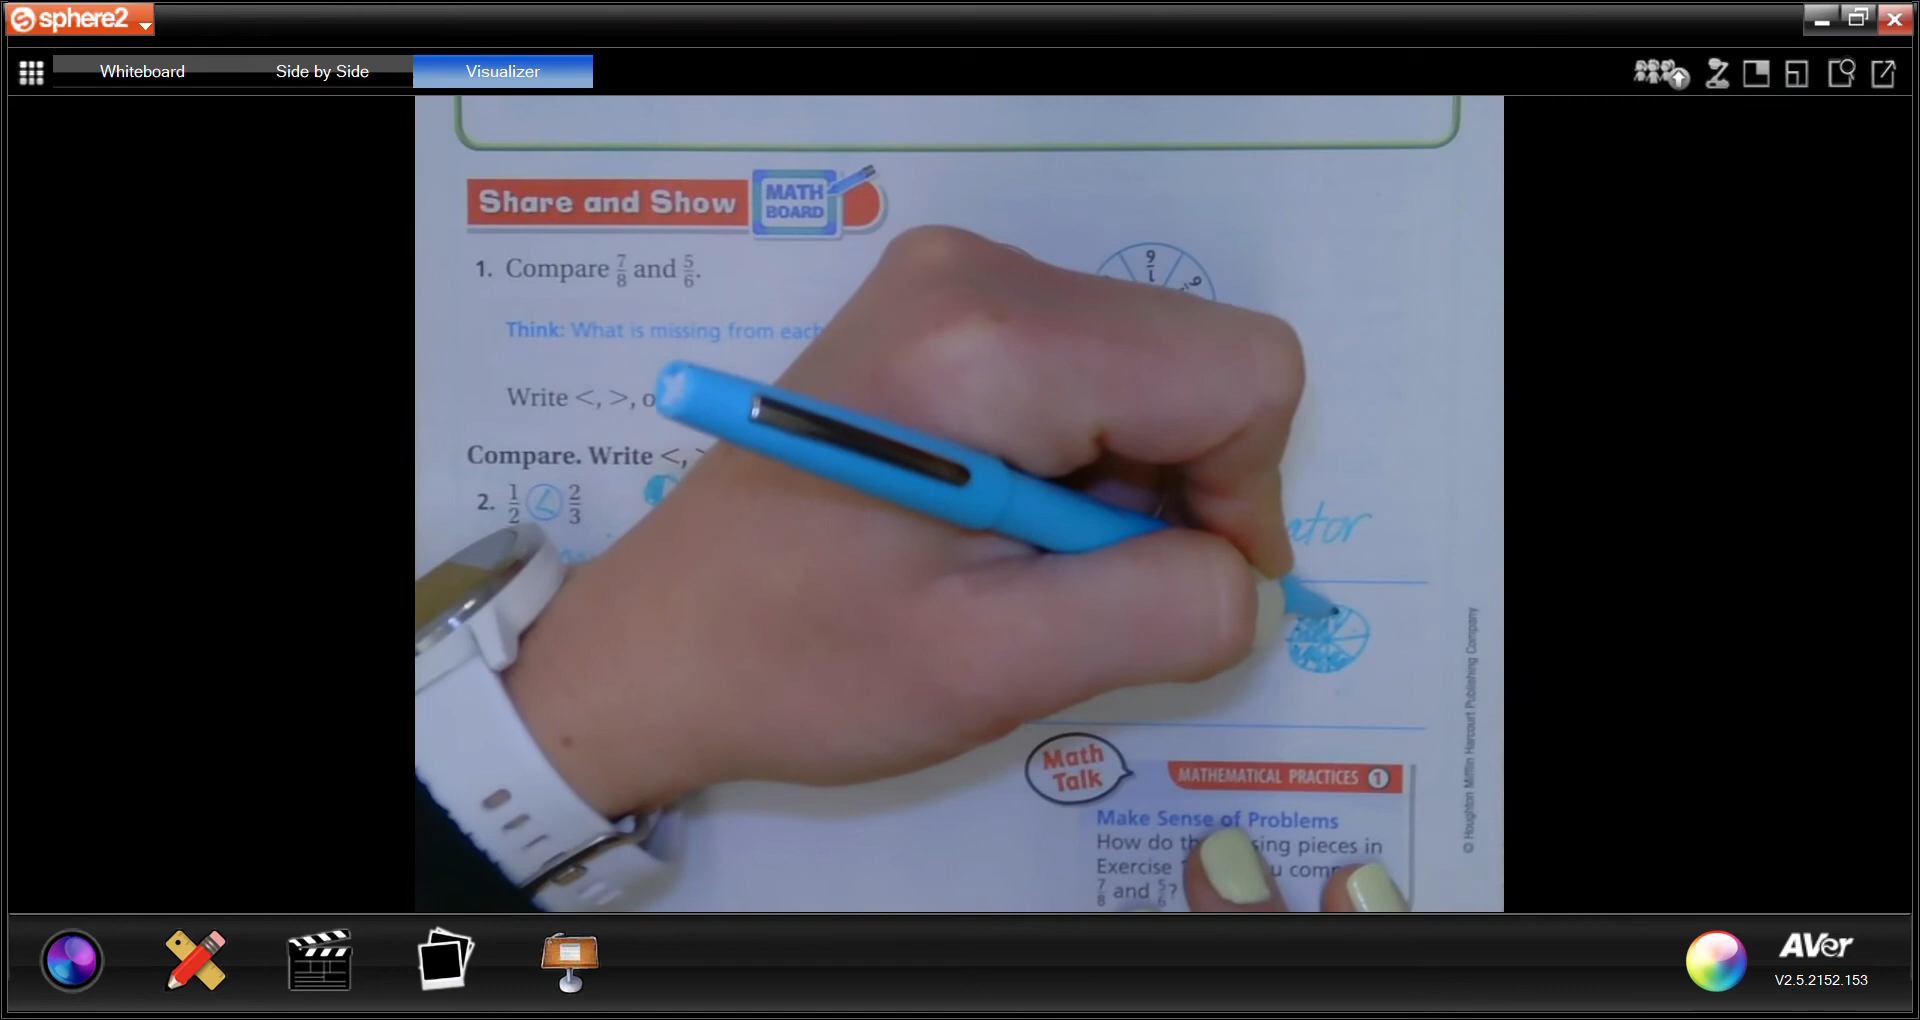 sphere2
Whiteboard Side by Side Visualizer
Share and Show MATH BOARD
1. Compare 7/8 and 5/6.
1/6
Think: What is missing from each
Write <, >, o
Compare. Write <,
2. 1/2 < 2/3
ator
Math Talk
MATHEMATICAL PRACTICES 1
Make Sense of Problems
How do pieces in
Exercise
7/8 and 5/6?
© Houghton Mifflin Harcourt Publishing Company
AVer
V2.5.2152.153